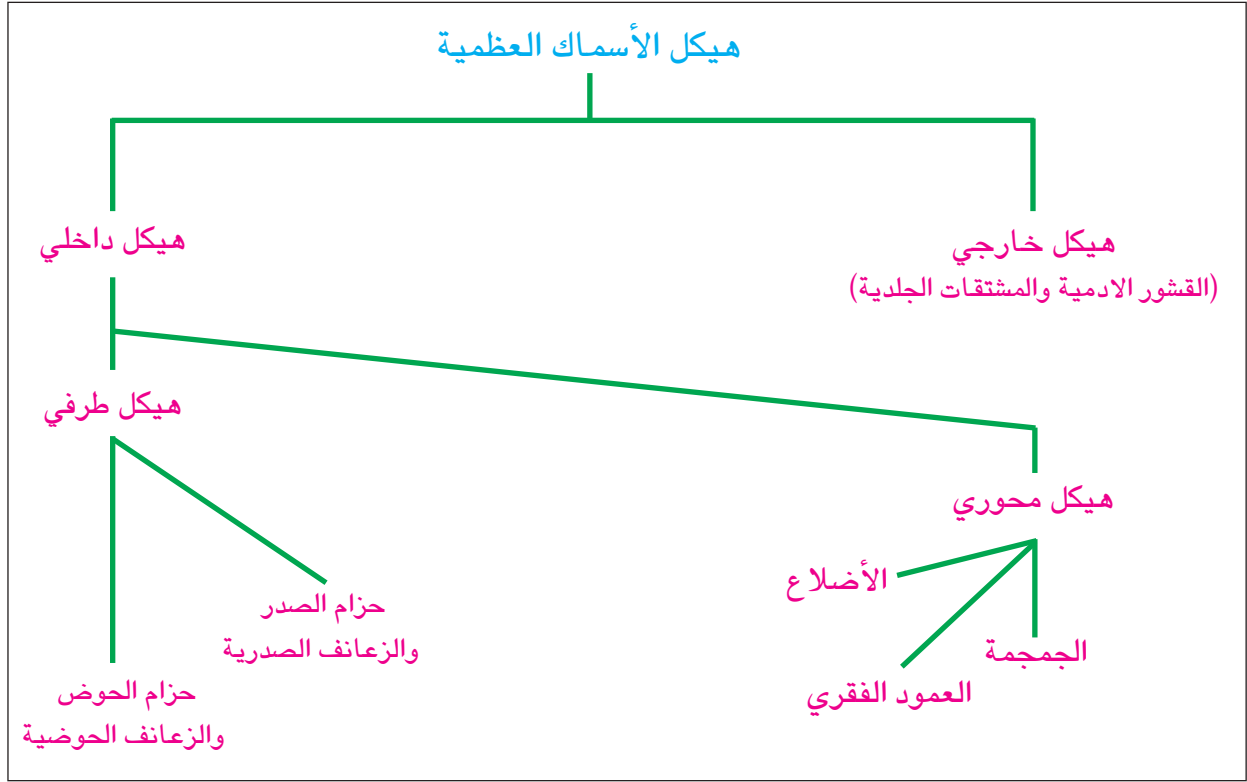 هيكل الأسماك العظمية
هيكل خارجي
(القشور الادمية والمشتقات الجلدية)
هيكل داخلي
هيكل طرفي
هيكل محوري
الأضلاع
الجمجمة
العمود الفقري
حزام الصدر
والزعانف الصدرية
حزام الحوض
والزعانف الحوضية